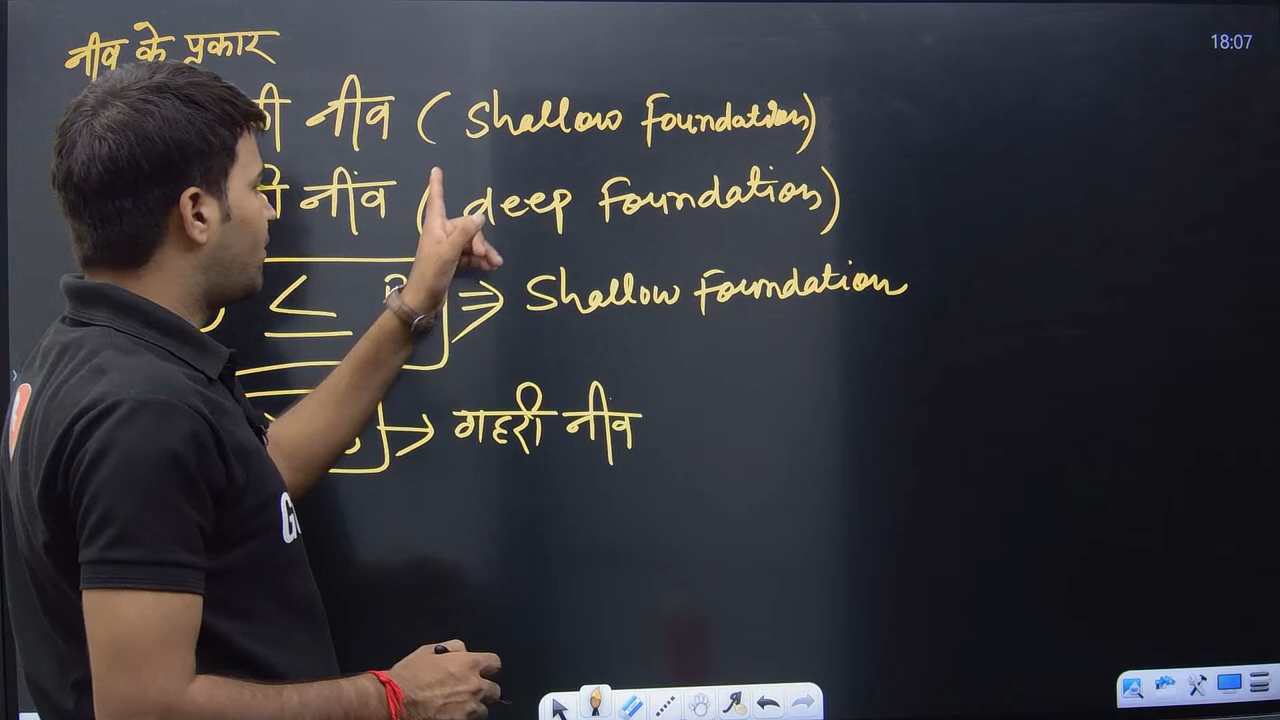 नीव के प्रकार
18:07
नीव ( Shallow foundation)
नींव ( deep foundation)
≤
⇒ Shallow foundation
→ गहरी नीव